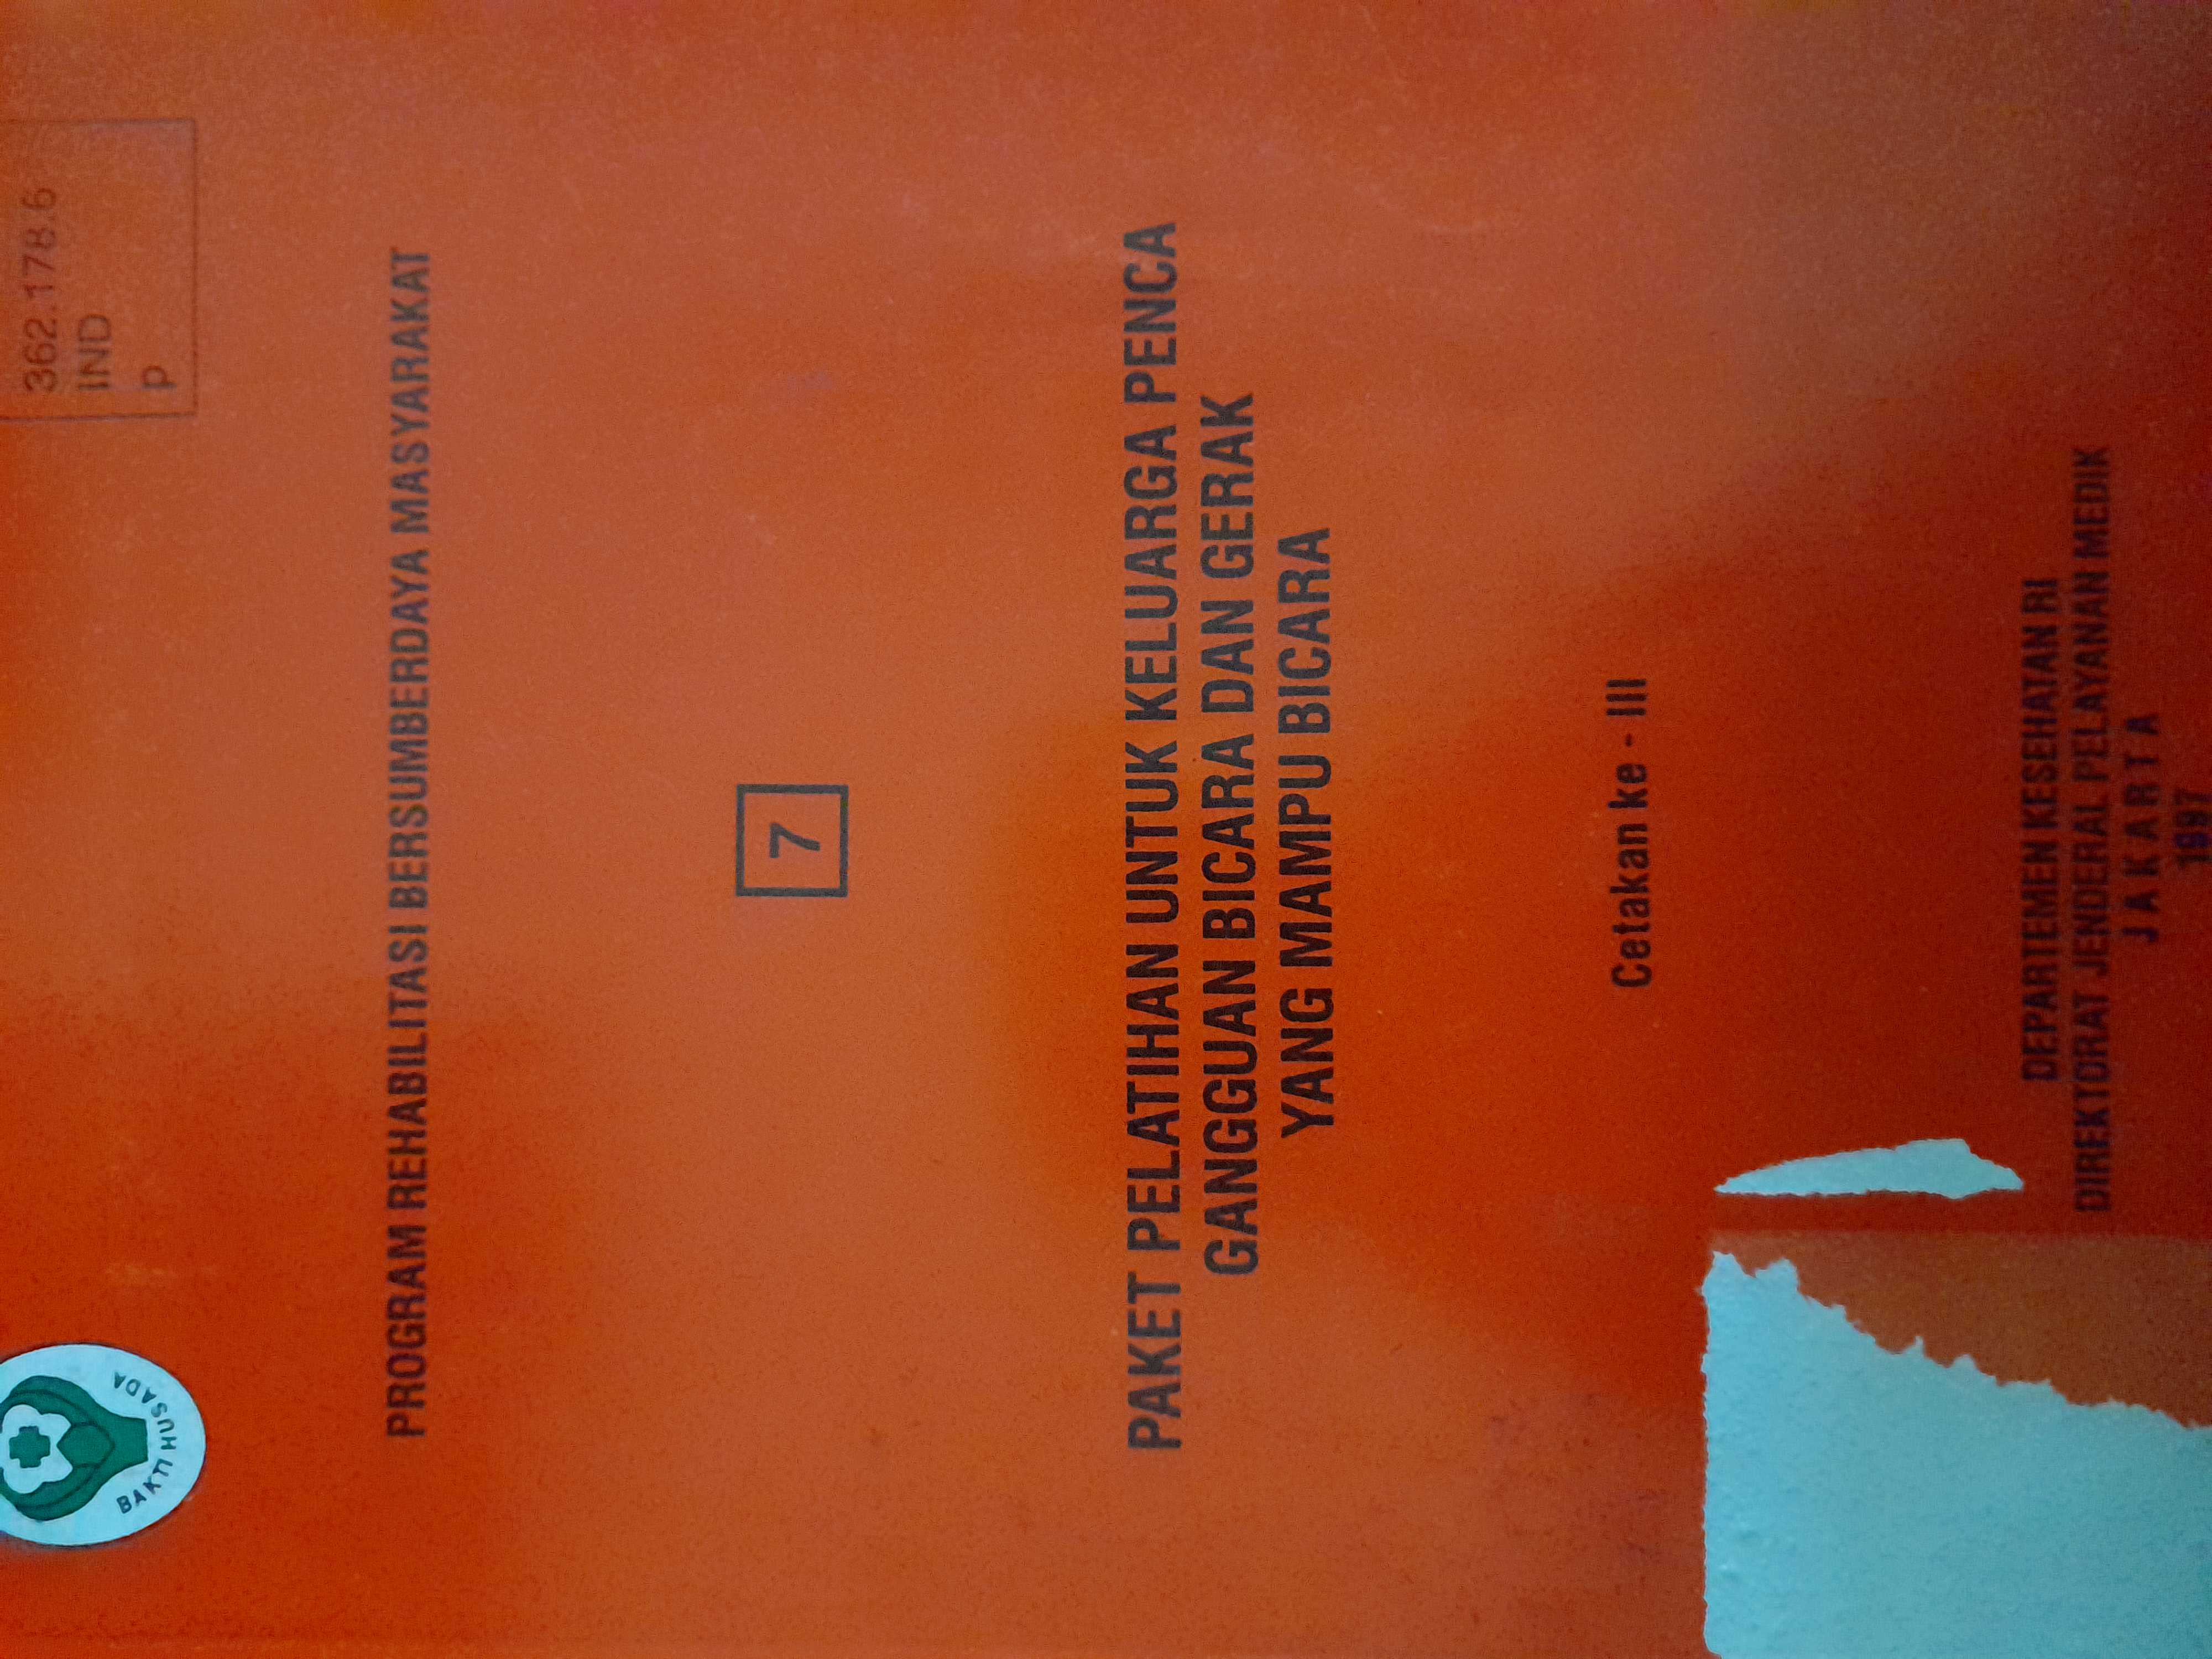 362.178.6
IND
p
BAKTI HUSADA
PROGRAM REHABILITASI BERSUMBERDAYA MASYARAKAT
7
PAKET PELATIHAN UNTUK KELUARGA PENCA
GANGGUAN BICARA DAN GERAK
YANG MAMPU BICARA
Cetakan ke - III
DEPARTEMEN KESEHATAN RI
DIREKTORAT JENDERAL PELAYANAN MEDIK
J A K A R T A
1997